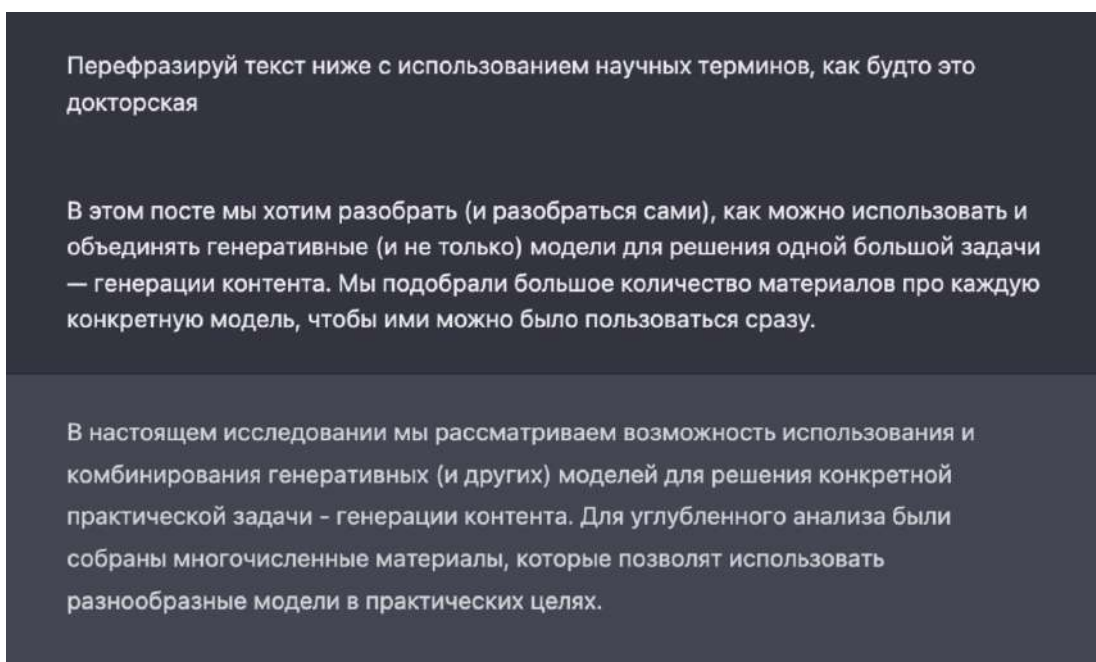 Перефразируй текст ниже с использованием научных терминов, как будто это
докторская
В этом посте мы хотим разобрать (и разобраться сами), как можно использовать и
объединять генеративные (и не только) модели для решения одной большой задачи
— генерации контента. Мы подобрали большое количество материалов про каждую
конкретную модель, чтобы ими можно было пользоваться сразу.
В настоящем исследовании мы рассматриваем возможность использования и
комбинирования генеративных (и других) моделей для решения конкретной
практической задачи - генерации контента. Для углубленного анализа были
собраны многочисленные материалы, которые позволят использовать
разнообразные модели в практических целях.